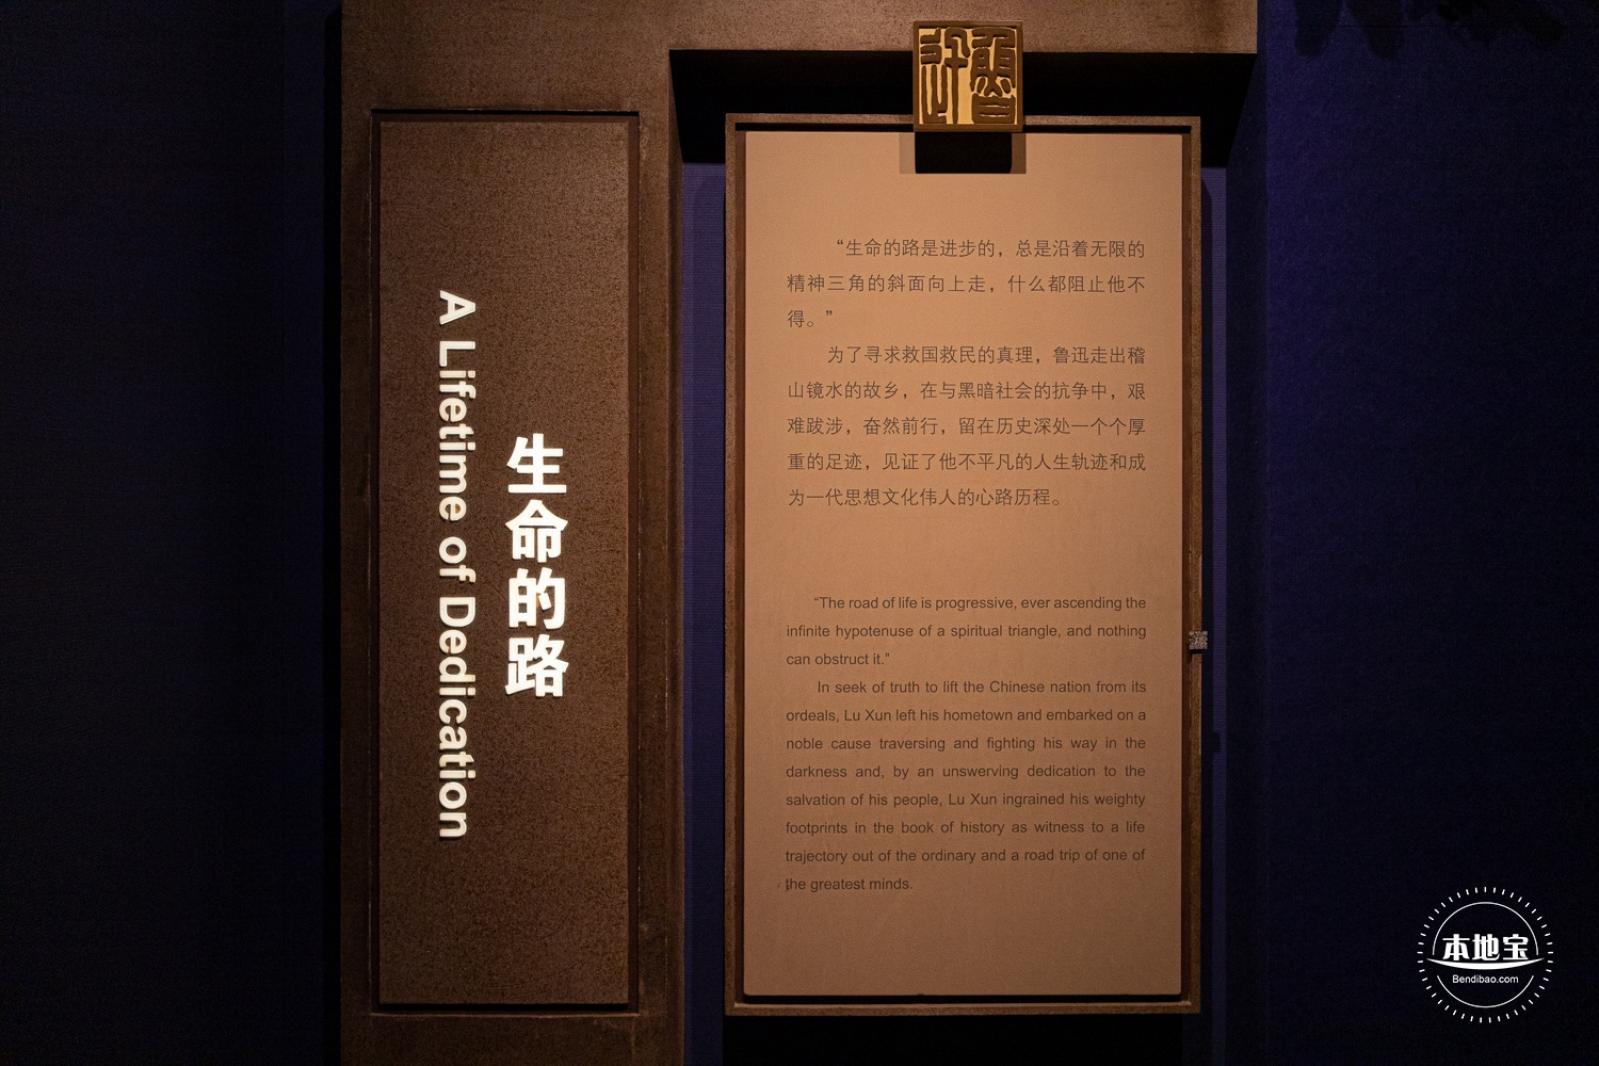 生命的路
A Lifetime of Dedication
鲁迅
“生命的路是进步的，总是沿着无限的
精神三角的斜面向上走，什么都阻止他不
得。”
为了寻求救国救民的真理，鲁迅走出稽
山镜水的故乡，在与黑暗社会的抗争中，艰
难跋涉，奋然前行，留在历史深处一个个厚
重的足迹，见证了他不平凡的人生轨迹和成
为一代思想文化伟人的心路历程。
“The road of life is progressive, ever ascending the
infinite hypotenuse of a spiritual triangle, and nothing
can obstruct it.”
In seek of truth to lift the Chinese nation from its
ordeals, Lu Xun left his hometown and embarked on a
noble cause traversing and fighting his way in the
darkness and, by an unswerving dedication to the
salvation of his people, Lu Xun ingrained his weighty
footprints in the book of history as witness to a life
trajectory out of the ordinary and a road trip of one of
the greatest minds.
本地宝
Bendibao.com